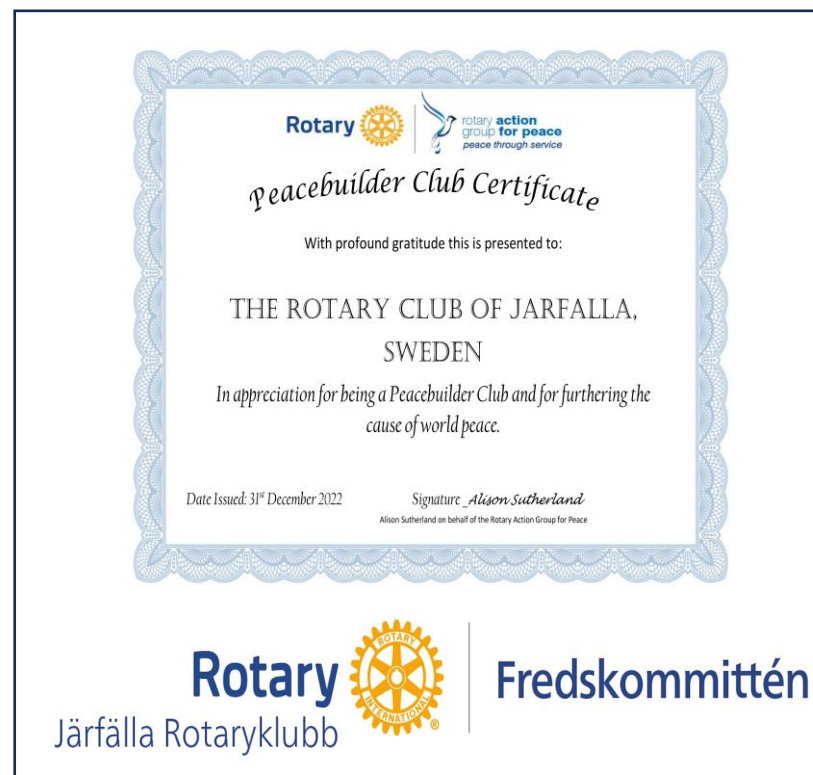 Rotary
rotary action
group for peace
peace through service
Peacebuilder Club Certificate
With profound gratitude this is presented to:
THE ROTARY CLUB OF JARFALLA,
SWEDEN
In appreciation for being a Peacebuilder Club and for furthering the
cause of world peace.
Date Issued: 31st December 2022
Signature _Alison Sutherland
Alison Sutherland on behalf of the Rotary Action Group for Peace
Rotary
ROTARY
INTERNATIONAL
®
Järfälla Rotaryklubb
Fredskommittén